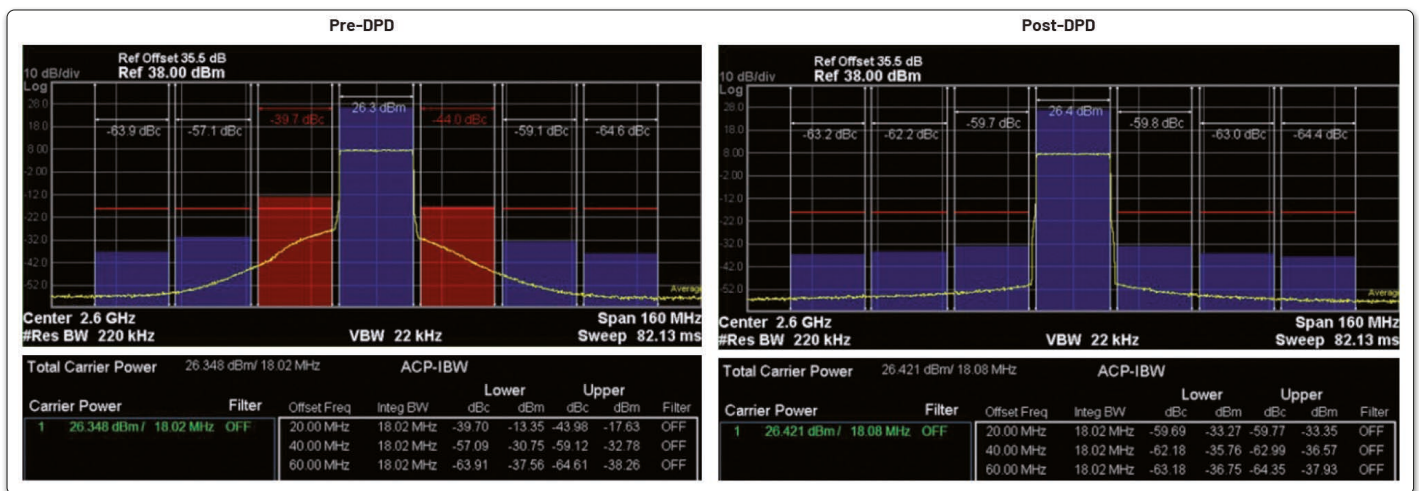 Pre-DPD
Ref Offset 35.5 dB
10 dB/div Ref 38.00 dBm
Log
28.0
18.0
8.00
-2.00
-12.0
-22.0
-32.0
-42.0
-52.0
-63.9 dBc -57.1 dBc -39.7 dBc 26.3 dBm -44.0 dBc -59.1 dBc -64.6 dBc
Average
Center 2.6 GHz Span 160 MHz
#Res BW 220 kHz VBW 22 kHz Sweep 82.13 ms
Total Carrier Power 26.348 dBm/ 18.02 MHz ACP-IBW
Lower Upper
Carrier Power Filter Offset Freq Integ BW dBc dBm dBc dBm Filter
1 26.348 dBm / 18.02 MHz OFF 20.00 MHz 18.02 MHz -39.70 -13.35 -43.98 -17.63 OFF
40.00 MHz 18.02 MHz -57.09 -30.75 -59.12 -32.78 OFF
60.00 MHz 18.02 MHz -63.91 -37.56 -64.61 -38.26 OFF
Post-DPD
Ref Offset 35.5 dB
10 dB/div Ref 38.00 dBm
Log
28.0
18.0
8.00
-2.00
-12.0
-22.0
-32.0
-42.0
-52.0
-63.2 dBc -62.2 dBc -59.7 dBc 26.4 dBm -59.8 dBc -63.0 dBc -64.4 dBc
Average
Center 2.6 GHz Span 160 MHz
#Res BW 220 kHz VBW 22 kHz Sweep 82.13 ms
Total Carrier Power 26.421 dBm/ 18.08 MHz ACP-IBW
Lower Upper
Carrier Power Filter Offset Freq Integ BW dBc dBm dBc dBm Filter
1 26.421 dBm / 18.08 MHz OFF 20.00 MHz 18.02 MHz -59.69 -33.27 -59.77 -33.35 OFF
40.00 MHz 18.02 MHz -62.18 -35.76 -62.99 -36.57 OFF
60.00 MHz 18.02 MHz -63.18 -36.75 -64.35 -37.93 OFF